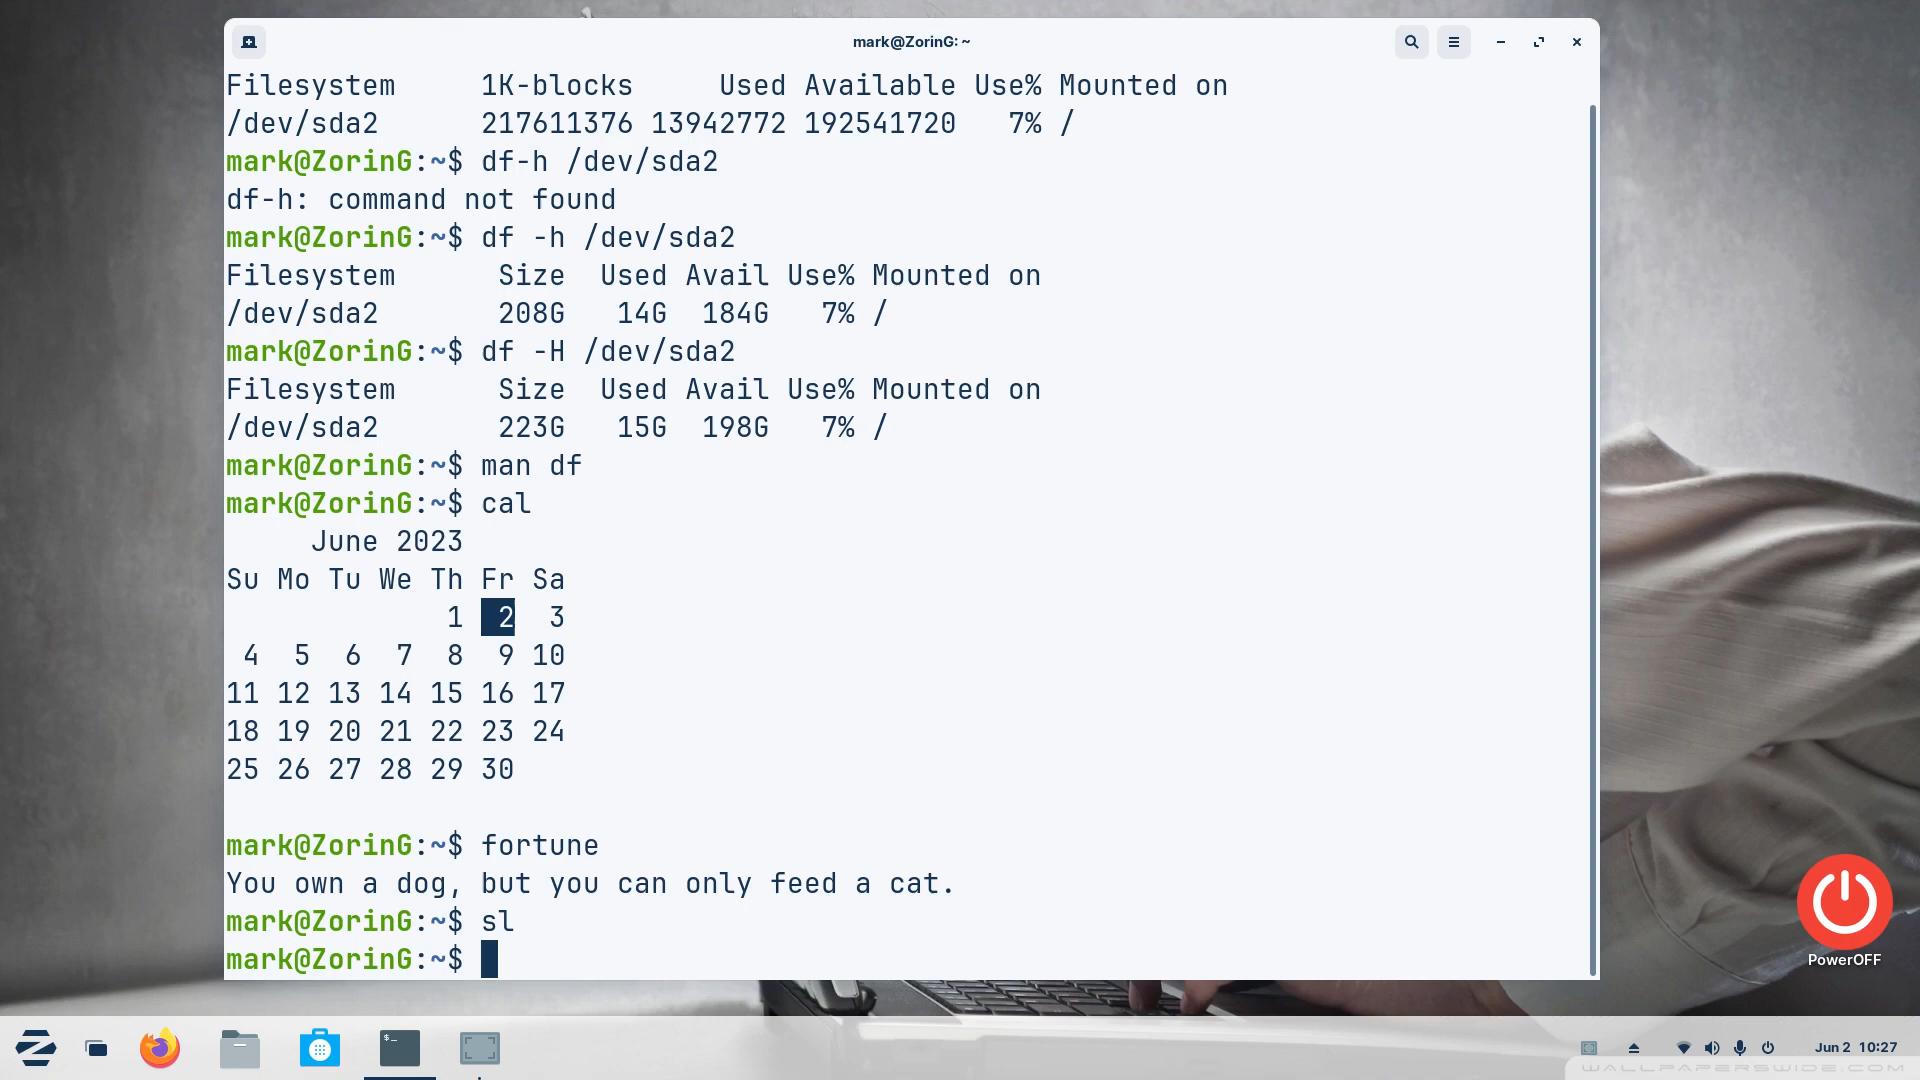 mark@ZorinG: ~
Filesystem     1K-blocks     Used Available Use% Mounted on
/dev/sda2      217611376 13942772 192541720   7% /
mark@ZorinG:~$ df-h /dev/sda2
df-h: command not found
mark@ZorinG:~$ df -h /dev/sda2
Filesystem      Size  Used Avail Use% Mounted on
/dev/sda2       208G   14G  184G   7% /
mark@ZorinG:~$ df -H /dev/sda2
Filesystem      Size  Used Avail Use% Mounted on
/dev/sda2       223G   15G  198G   7% /
mark@ZorinG:~$ man df
mark@ZorinG:~$ cal
     June 2023
Su Mo Tu We Th Fr Sa
             1  2  3
 4  5  6  7  8  9 10
11 12 13 14 15 16 17
18 19 20 21 22 23 24
25 26 27 28 29 30
mark@ZorinG:~$ fortune
You own a dog, but you can only feed a cat.
mark@ZorinG:~$ sl
mark@ZorinG:~$
PowerOFF
$_
Jun 2 10:27
WALLPAPERSWIDE.COM